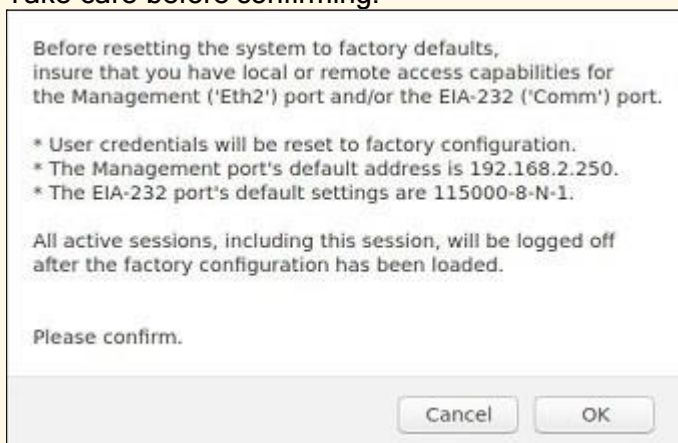 Take care before confirming.
Before resetting the system to factory defaults,
insure that you have local or remote access capabilities for
the Management ('Eth2') port and/or the EIA-232 ('Comm') port.
* User credentials will be reset to factory configuration.
* The Management port's default address is 192.168.2.250.
* The EIA-232 port's default settings are 115000-8-N-1.
All active sessions, including this session, will be logged off
after the factory configuration has been loaded.
Please confirm.
Cancel OK